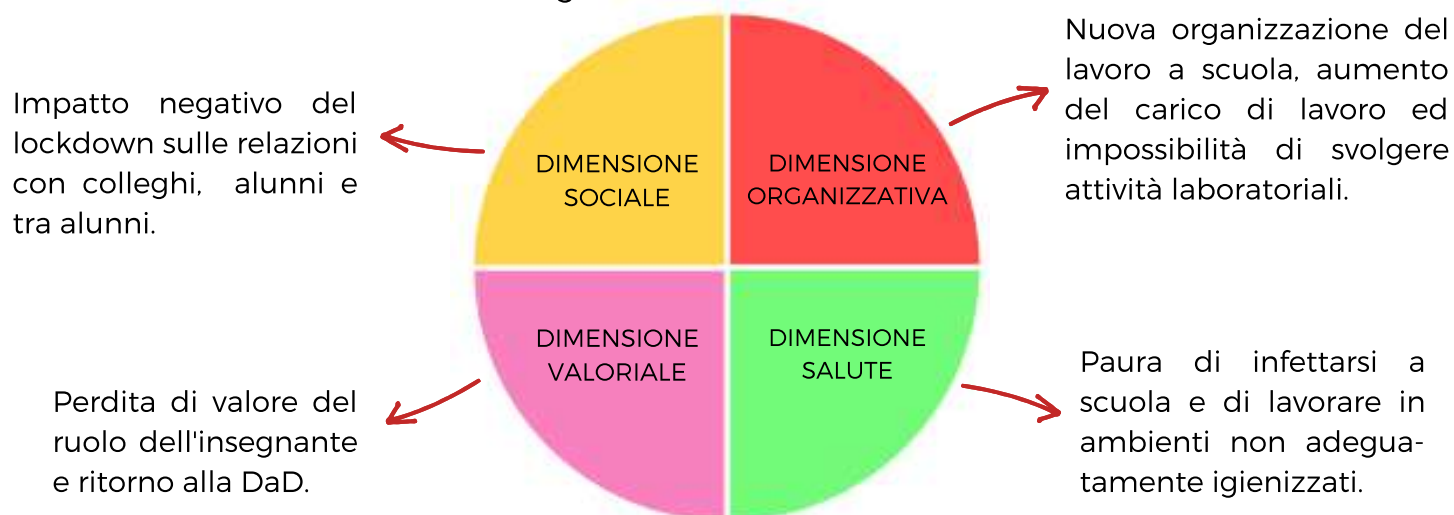 Impatto negativo del
lockdown sulle relazioni
con colleghi, alunni e
tra alunni.
DIMENSIONE
SOCIALE
DIMENSIONE
ORGANIZZATIVA
Nuova organizzazione del
lavoro a scuola, aumento
del carico di lavoro ed
impossibilità di svolgere
attività laboratoriali.
Perdita di valore del
ruolo dell'insegnante
e ritorno alla DaD.
DIMENSIONE
VALORIALE
DIMENSIONE
SALUTE
Paura di infettarsi a
scuola e di lavorare in
ambienti non adegua-
tamente igienizzati.